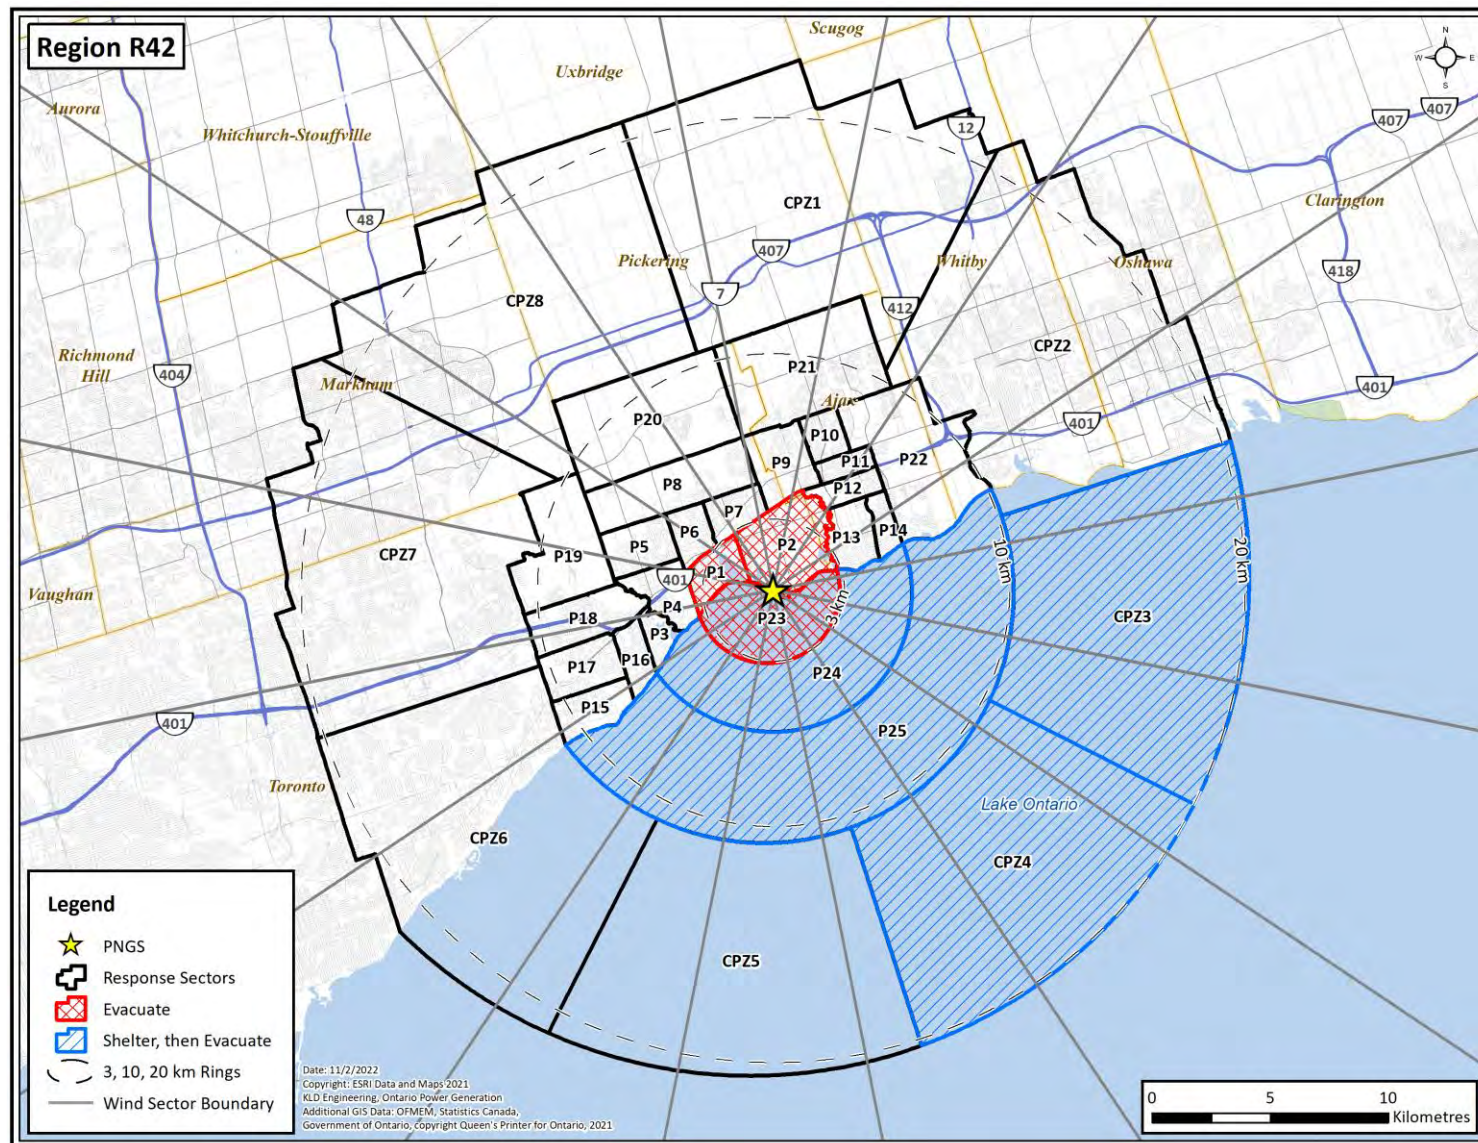 Region R42
Scugog
Uxbridge
N
W E
S
Aurora
Whitchurch-Stouffville
12
407
407
48
CPZ1
Clarington
407
Pickering
Whitby
Oshawa
418
7
CPZ8
412
Richmond
Hill
404
Markham
CPZ2
P21
401
Ajax
P20
401
P10
P9
P11
P22
P8
P12
P7
P6
P2
P13
P14
P5
CPZ7
P19
10 km
20 km
Vaughan
401
P1
P4
P23
3 km
CPZ3
P18
P3
P17
P16
P24
P15
P25
401
Toronto
Lake Ontario
CPZ6
CPZ4
CPZ5
Legend
PNGS
Response Sectors
Evacuate
Shelter, then Evacuate
3, 10, 20 km Rings
Wind Sector Boundary
Date: 11/2/2022
Copyright: ESRI Data and Maps 2021
KLD Engineering, Ontario Power Generation
Additional GIS Data: OFMEM, Statistics Canada,
Government of Ontario, copyright Queen's Printer for Ontario, 2021
0 5 10
Kilometres